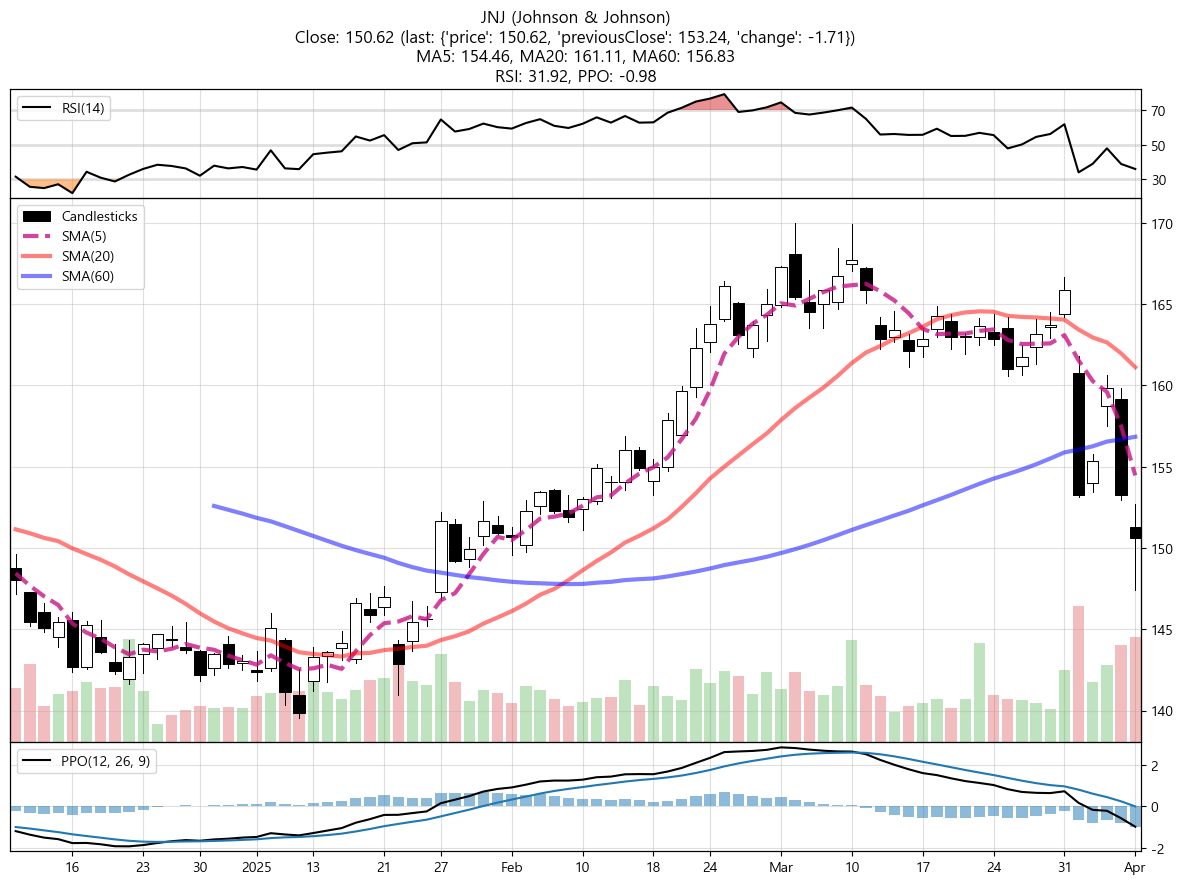 JNJ (Johnson & Johnson)
Close: 150.62 (last: {'price': 150.62, 'previousClose': 153.24, 'change': -1.71})
MA5: 154.46, MA20: 161.11, MA60: 156.83
RSI: 31.92, PPO: -0.98
RSI(14)
70
50
30
Candlesticks
SMA(5)
SMA(20)
SMA(60)
170
165
160
155
150
145
140
PPO(12, 26, 9)
2
0
-2
16 23 30 2025 13 21 27 Feb 10 18 24 Mar 10 17 24 31 Apr